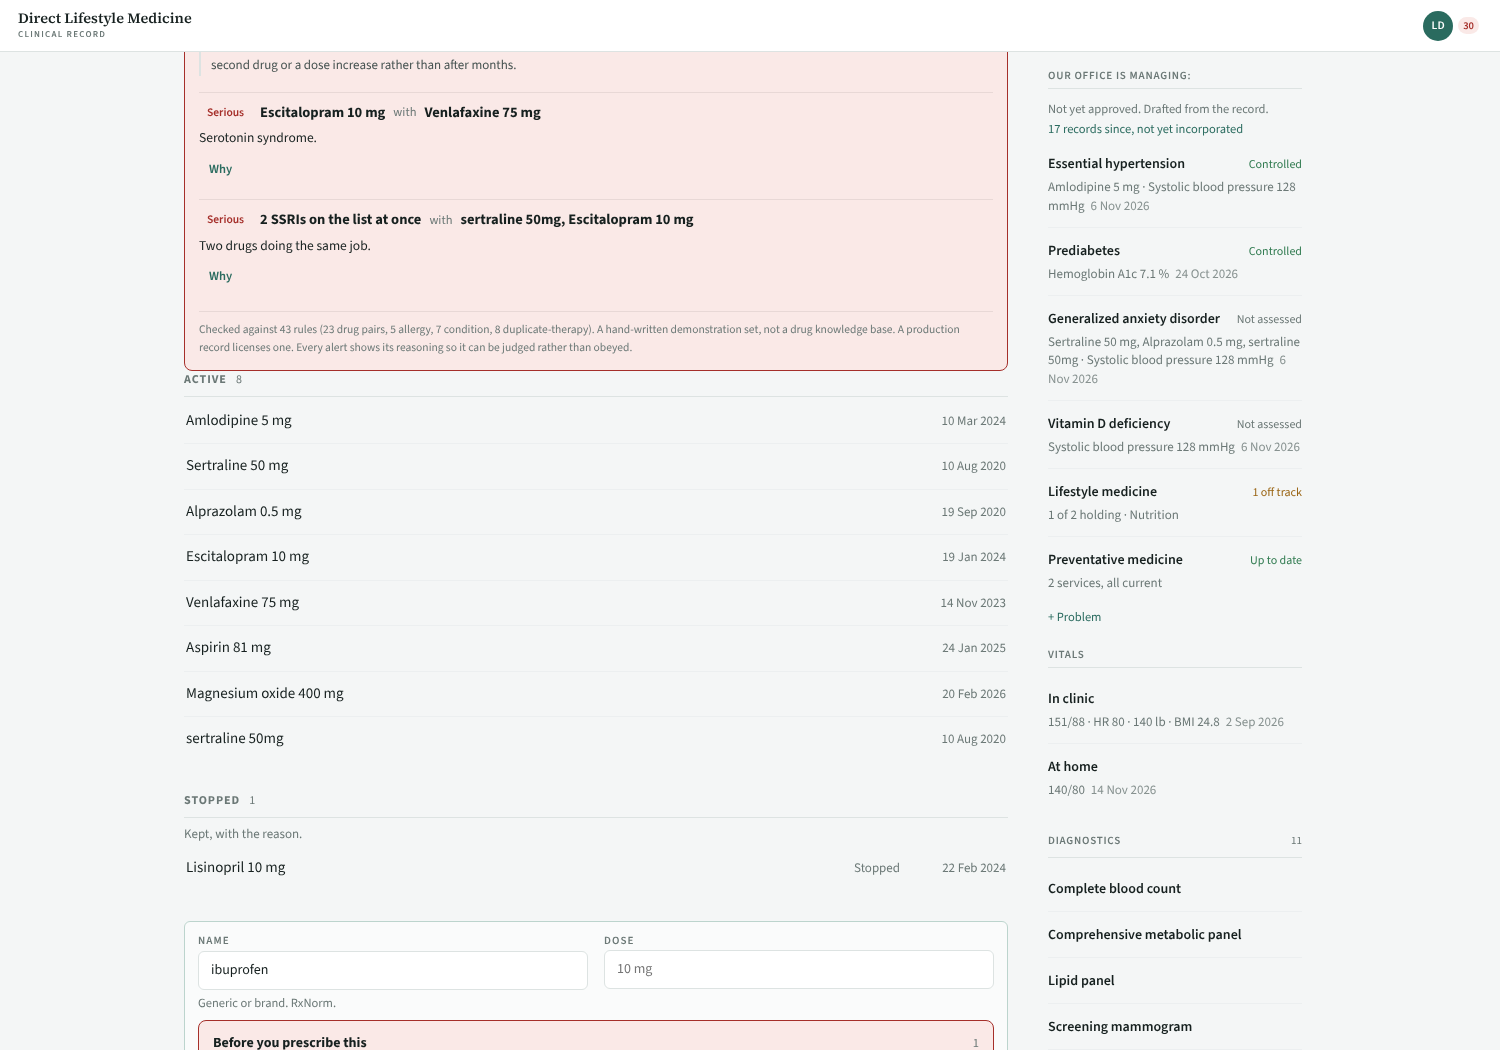 Direct Lifestyle Medicine
CLINICAL RECORD
LD 30
second drug or a dose increase rather than after months.
Serious Escitalopram 10 mg with Venlafaxine 75 mg
Serotonin syndrome.
Why
Serious 2 SSRIs on the list at once with sertraline 50mg, Escitalopram 10 mg
Two drugs doing the same job.
Why
Checked against 43 rules (23 drug pairs, 5 allergy, 7 condition, 8 duplicate-therapy). A hand-written demonstration set, not a drug knowledge base. A production
record licenses one. Every alert shows its reasoning so it can be judged rather than obeyed.
ACTIVE 8
Amlodipine 5 mg 10 Mar 2024
Sertraline 50 mg 10 Aug 2020
Alprazolam 0.5 mg 19 Sep 2020
Escitalopram 10 mg 19 Jan 2024
Venlafaxine 75 mg 14 Nov 2023
Aspirin 81 mg 24 Jan 2025
Magnesium oxide 400 mg 20 Feb 2026
sertraline 50mg 10 Aug 2020
STOPPED 1
Kept, with the reason.
Lisinopril 10 mg Stopped 22 Feb 2024
NAME DOSE
ibuprofen 10 mg
Generic or brand. RxNorm.
Before you prescribe this 1
OUR OFFICE IS MANAGING:
Not yet approved. Drafted from the record.
17 records since, not yet incorporated
Essential hypertension Controlled
Amlodipine 5 mg · Systolic blood pressure 128
mmHg 6 Nov 2026
Prediabetes Controlled
Hemoglobin A1c 7.1 % 24 Oct 2026
Generalized anxiety disorder Not assessed
Sertraline 50 mg, Alprazolam 0.5 mg, sertraline
50mg · Systolic blood pressure 128 mmHg 6
Nov 2026
Vitamin D deficiency Not assessed
Systolic blood pressure 128 mmHg 6 Nov 2026
Lifestyle medicine 1 off track
1 of 2 holding · Nutrition
Preventative medicine Up to date
2 services, all current
+ Problem
VITALS
In clinic
151/88 · HR 80 · 140 lb · BMI 24.8 2 Sep 2026
At home
140/80 14 Nov 2026
DIAGNOSTICS 11
Complete blood count
Comprehensive metabolic panel
Lipid panel
Screening mammogram